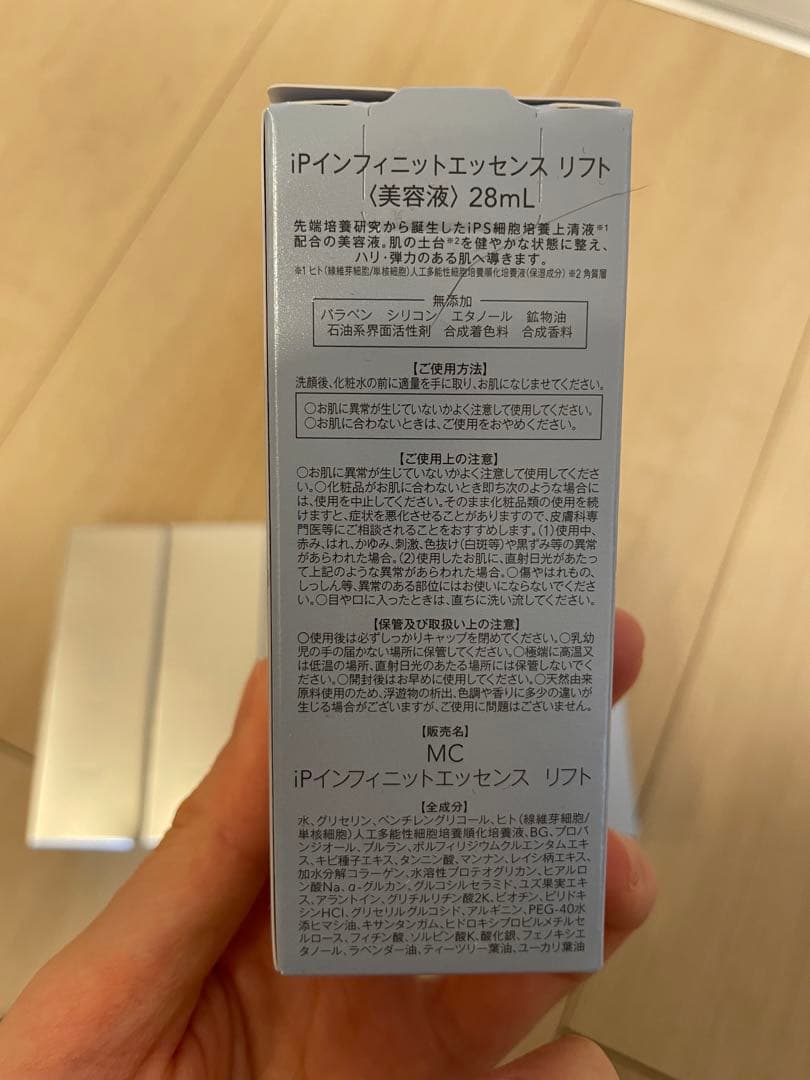 iPインフィニットエッセンス リフト
〈美容液〉 28mL
先端培養研究から誕生したiPS細胞培養上清液※1
配合の美容液。肌の土台※2を健やかな状態に整え、
ハリ・弾力のある肌へ導きます。
※1 ヒト(線維芽細胞/単核細胞)人工多能性細胞培養順化培養液(保湿成分) ※2 角質層
無添加
パラベン シリコン エタノール 鉱物油
石油系界面活性剤 合成着色料 合成香料
【ご使用方法】
洗顔後、化粧水の前に適量を手に取り、お肌になじませてください。
○お肌に異常が生じていないかよく注意して使用してください。
○お肌に合わないときは、ご使用をおやめください。
【ご使用上の注意】
○お肌に異常が生じていないかよく注意して使用してくださ
い。○化粧品がお肌に合わないとき即ち次のような場合に
は、使用を中止してください。そのまま化粧品類の使用を続
けますと、症状を悪化させることがありますので、皮膚科専
門医等にご相談されることをおすすめします。(1)使用中、
赤み、はれ、かゆみ、刺激、色抜け(白斑等)や黒ずみ等の異常
があらわれた場合。(2)使用したお肌に、直射日光があたっ
て上記のような異常があらわれた場合。○傷やはれもの、
しっしん等、異常のある部位にはお使いにならないでくださ
い。○目や口に入ったときは、直ちに洗い流してください。
【保管及び取扱い上の注意】
○使用後は必ずしっかりキャップを閉めてください。○乳幼
児の手の届かない場所に保管してください。○極端に高温又
は低温の場所、直射日光のあたる場所には保管しないでく
ださい。○開封後はお早めに使用してください。○天然由来
原料使用のため、浮遊物の析出、色調や香りに多少の違いが
生じる場合がございますが、ご使用に問題はございません。
【販売名】
MC
iPインフィニットエッセンス リフト
【全成分】
水、グリセリン、ペンチレングリコール、ヒト(線維芽細胞/
単核細胞)人工多能性細胞培養順化培養液、BG、プロパ
ンジオール、プルラン、ポルフィリジウムクルエンタムエキ
ス、キビ種子エキス、タンニン酸、マンナン、レイシ柄エキス、
加水分解コラーゲン、水溶性プロテオグリカン、ヒアルロ
ン酸Na、α-グルカン、グルコシルセラミド、ユズ果実エキ
ス、アラントイン、グリチルリチン酸2K、ビオチン、ピリドキ
シンHCl、グリセリルグルコシド、アルギニン、PEG-40水
添ヒマシ油、キサンタンガム、ヒドロキシプロピルメチルセ
ルロース、フィチン酸、ソルビン酸K、酸化銀、フェノキシエ
タノール、ラベンダー油、ティーツリー葉油、ユーカリ葉油